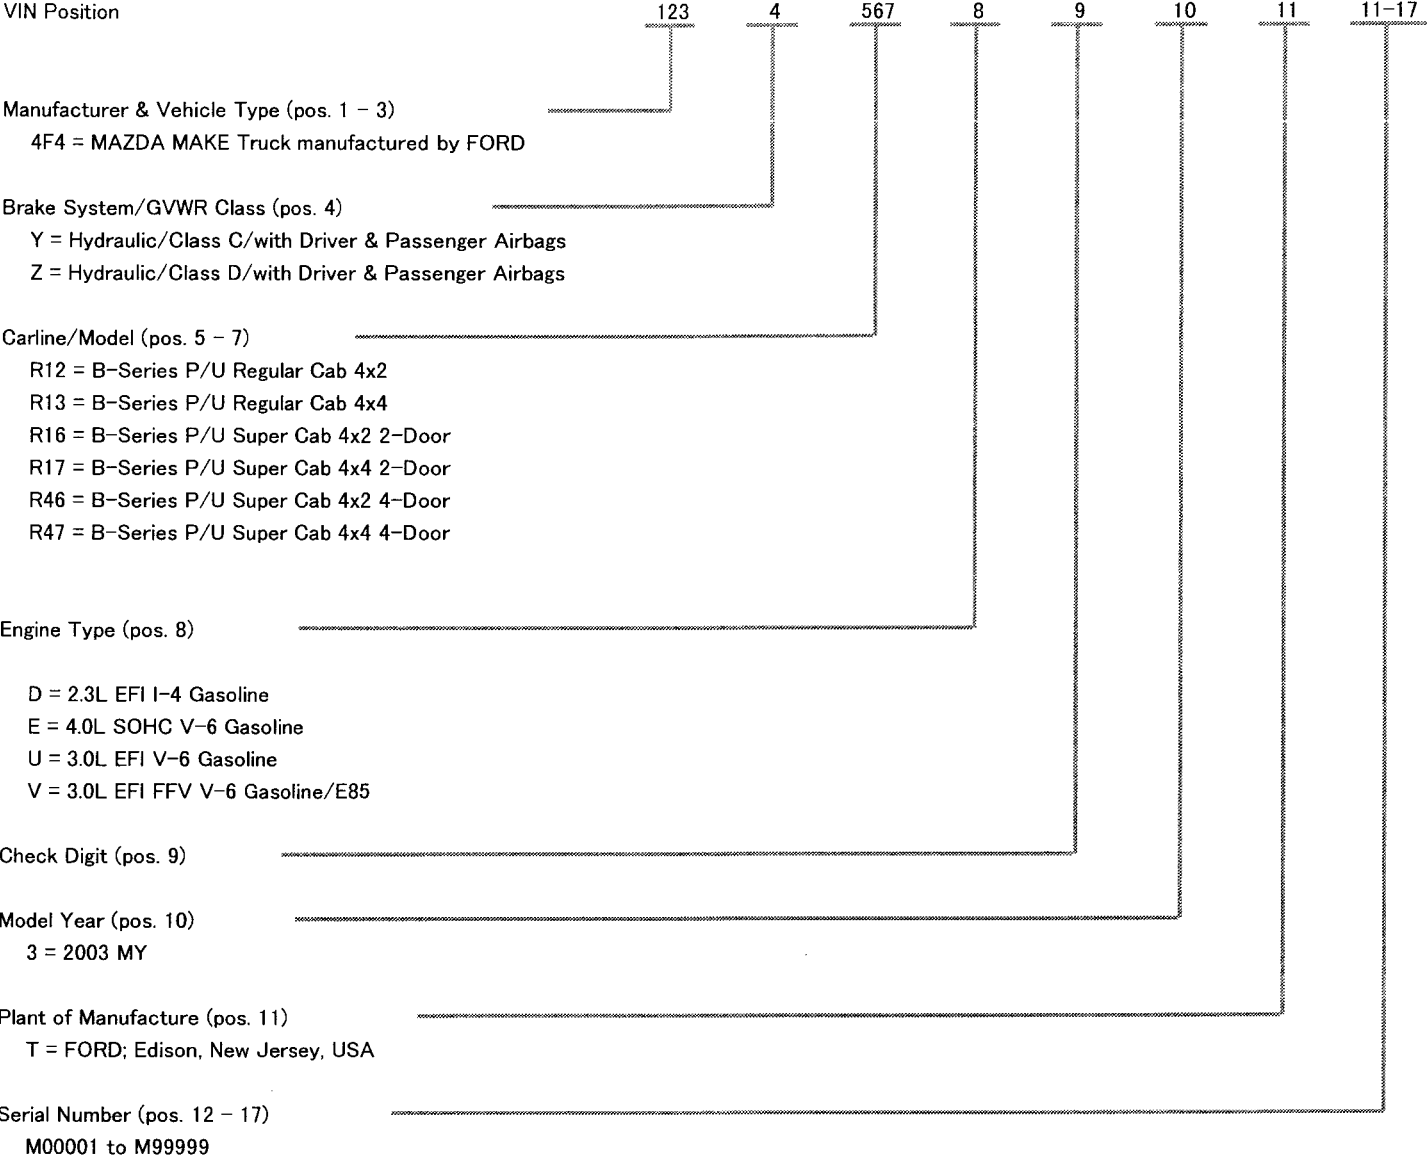 VIN Position 123 4 567 8 9 10 11 11-17
Manufacturer & Vehicle Type (pos. 1 - 3)
4F4 = MAZDA MAKE Truck manufactured by FORD
Brake System/GVWR Class (pos. 4)
Y = Hydraulic/Class C/with Driver & Passenger Airbags
Z = Hydraulic/Class D/with Driver & Passenger Airbags
Carline/Model (pos. 5 - 7)
R12 = B-Series P/U Regular Cab 4x2
R13 = B-Series P/U Regular Cab 4x4
R16 = B-Series P/U Super Cab 4x2 2-Door
R17 = B-Series P/U Super Cab 4x4 2-Door
R46 = B-Series P/U Super Cab 4x2 4-Door
R47 = B-Series P/U Super Cab 4x4 4-Door
Engine Type (pos. 8)
D = 2.3L EFI I-4 Gasoline
E = 4.0L SOHC V-6 Gasoline
U = 3.0L EFI V-6 Gasoline
V = 3.0L EFI FFV V-6 Gasoline/E85
Check Digit (pos. 9)
Model Year (pos. 10)
3 = 2003 MY
Plant of Manufacture (pos. 11)
T = FORD; Edison, New Jersey, USA
Serial Number (pos. 12 - 17)
M00001 to M99999